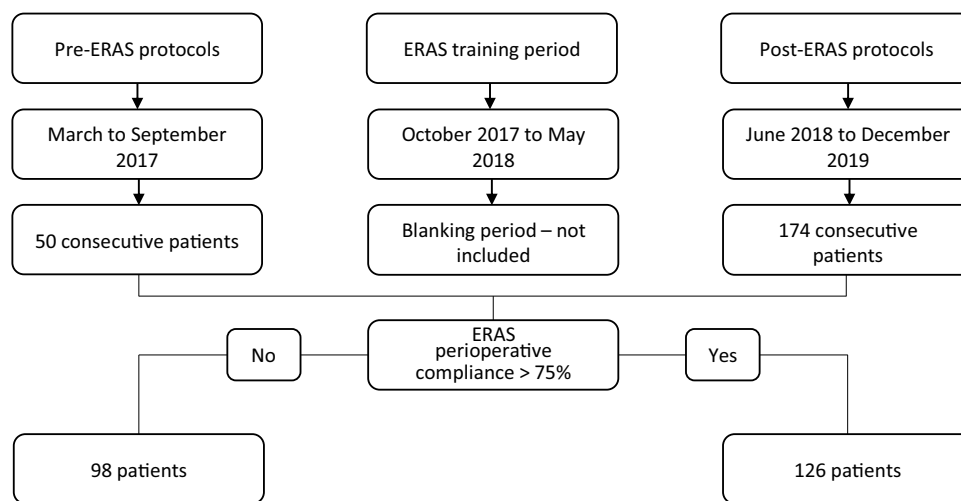 Pre-ERAS protocols
ERAS training period
Post-ERAS protocols
March to September
2017
October 2017 to May
2018
June 2018 to December
2019
50 consecutive patients
Blanking period – not
included
174 consecutive
patients
No
ERAS
perioperative
compliance > 75%
Yes
98 patients
126 patients